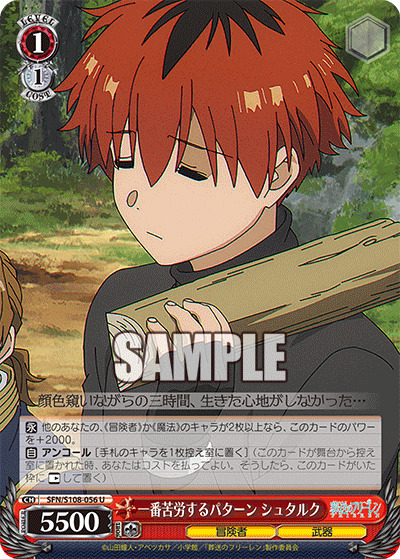 LEVEL
1
1
COST
SAMPLE
顔色窺いながらの三時間、生きた心地がしなかった…
永 他のあなたの、《冒険者》か《魔法》のキャラが2枚以上なら、このカードのパワー
を+2000。
自 アンコール [手札のキャラを1枚控え室に置く] (このカードが舞台から控え
室に置かれた時、あなたはコストを払ってよい。そうしたら、このカードがい
た枠にレストして置く)
CH SFN/S108-056 U
5500
一番苦労するパターン シュタルク
葬送のフリーレン
冒険者
武器
©山田鐘人・アベツカサ/小学館/「葬送のフリーレン」製作委員会